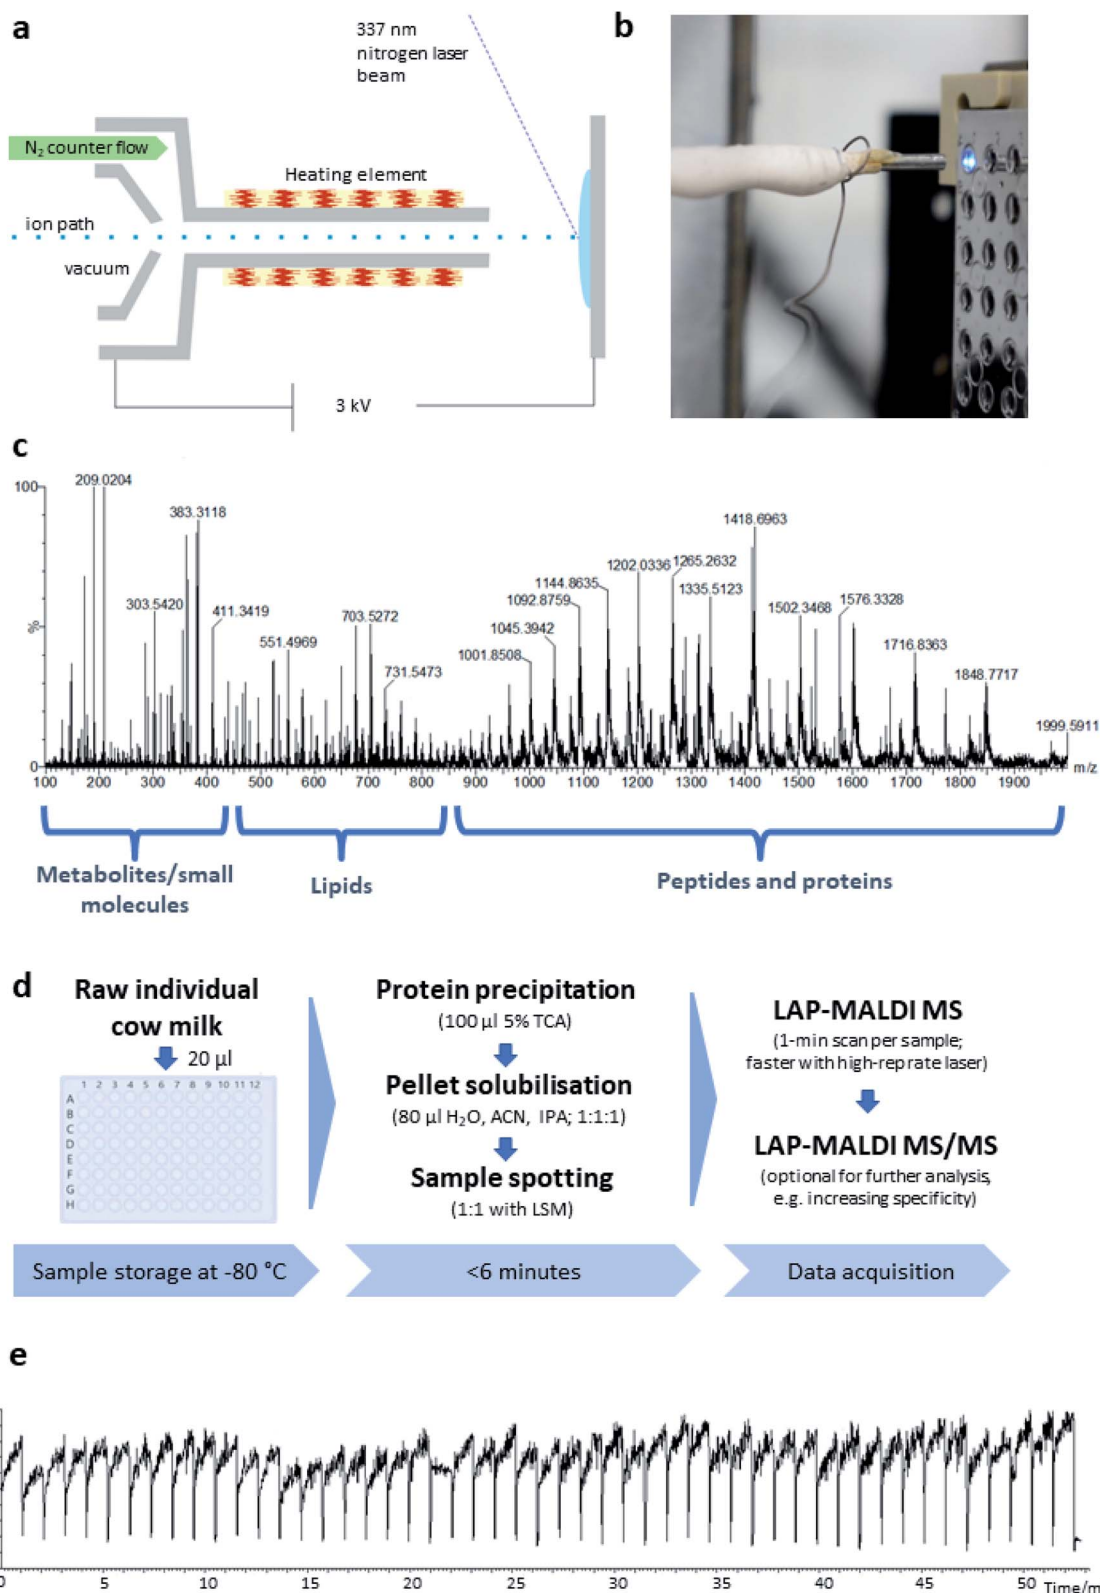 a
337 nm
nitrogen laser
beam
N₂ counter flow
Heating element
ion path
vacuum
3 kV
b
c
100
%
0
209.0204
383.3118
303.5420
411.3419
551.4969
703.5272
731.5473
1001.8508
1045.3942
1092.8759
1144.8635
1202.0336
1265.2632
1335.5123
1418.6963
1502.3468
1576.3328
1716.8363
1848.7717
1999.5911
100 200 300 400 500 600 700 800 900 1000 1100 1200 1300 1400 1500 1600 1700 1800 1900 m/z
Metabolites/small
molecules
Lipids
Peptides and proteins
d
Raw individual
cow milk
20 µl
1 2 3 4 5 6 7 8 9 10 11 12
A
B
C
D
E
F
G
H
Protein precipitation
(100 µl 5% TCA)
Pellet solubilisation
(80 µl H₂O, ACN, IPA; 1:1:1)
Sample spotting
(1:1 with LSM)
LAP-MALDI MS
(1-min scan per sample;
faster with high-rep rate laser)
LAP-MALDI MS/MS
(optional for further analysis,
e.g. increasing specificity)
Sample storage at -80 °C
<6 minutes
Data acquisition
e
0 5 10 15 20 25 30 35 40 45 50 Time/m